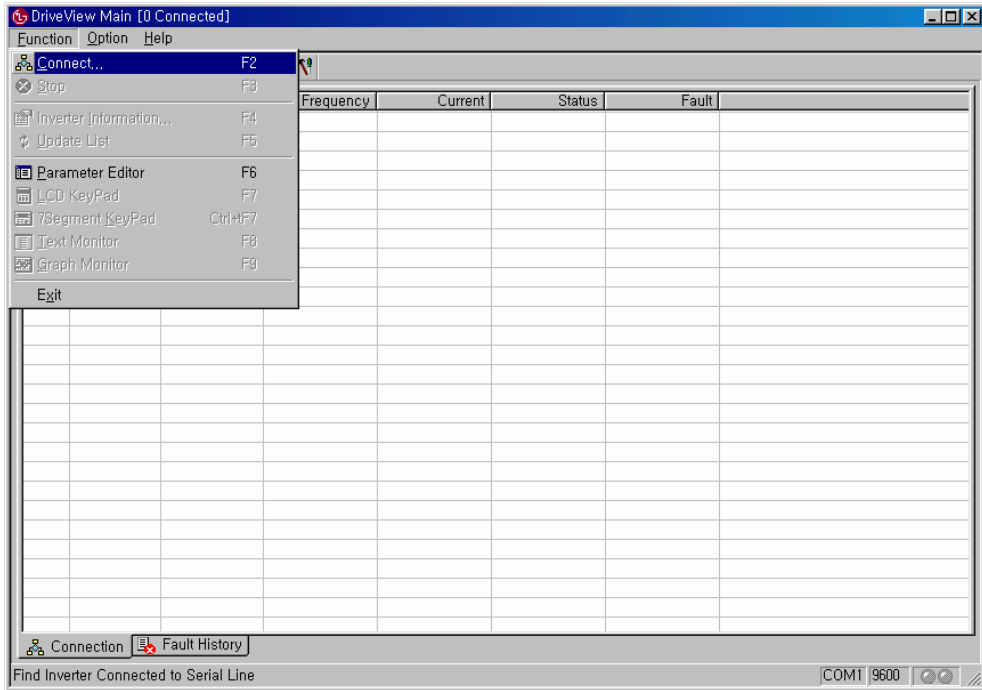 DriveView Main [0 Connected]
Function Option Help
Connect... F2
Stop F3
Inverter Information... F4
Update List F5
Parameter Editor F6
LCD KeyPad F7
7Segment KeyPad Ctrl+F7
Text Monitor F8
Graph Monitor F9
Exit
Frequency Current Status Fault
Connection Fault History
Find Inverter Connected to Serial Line COM1 9600